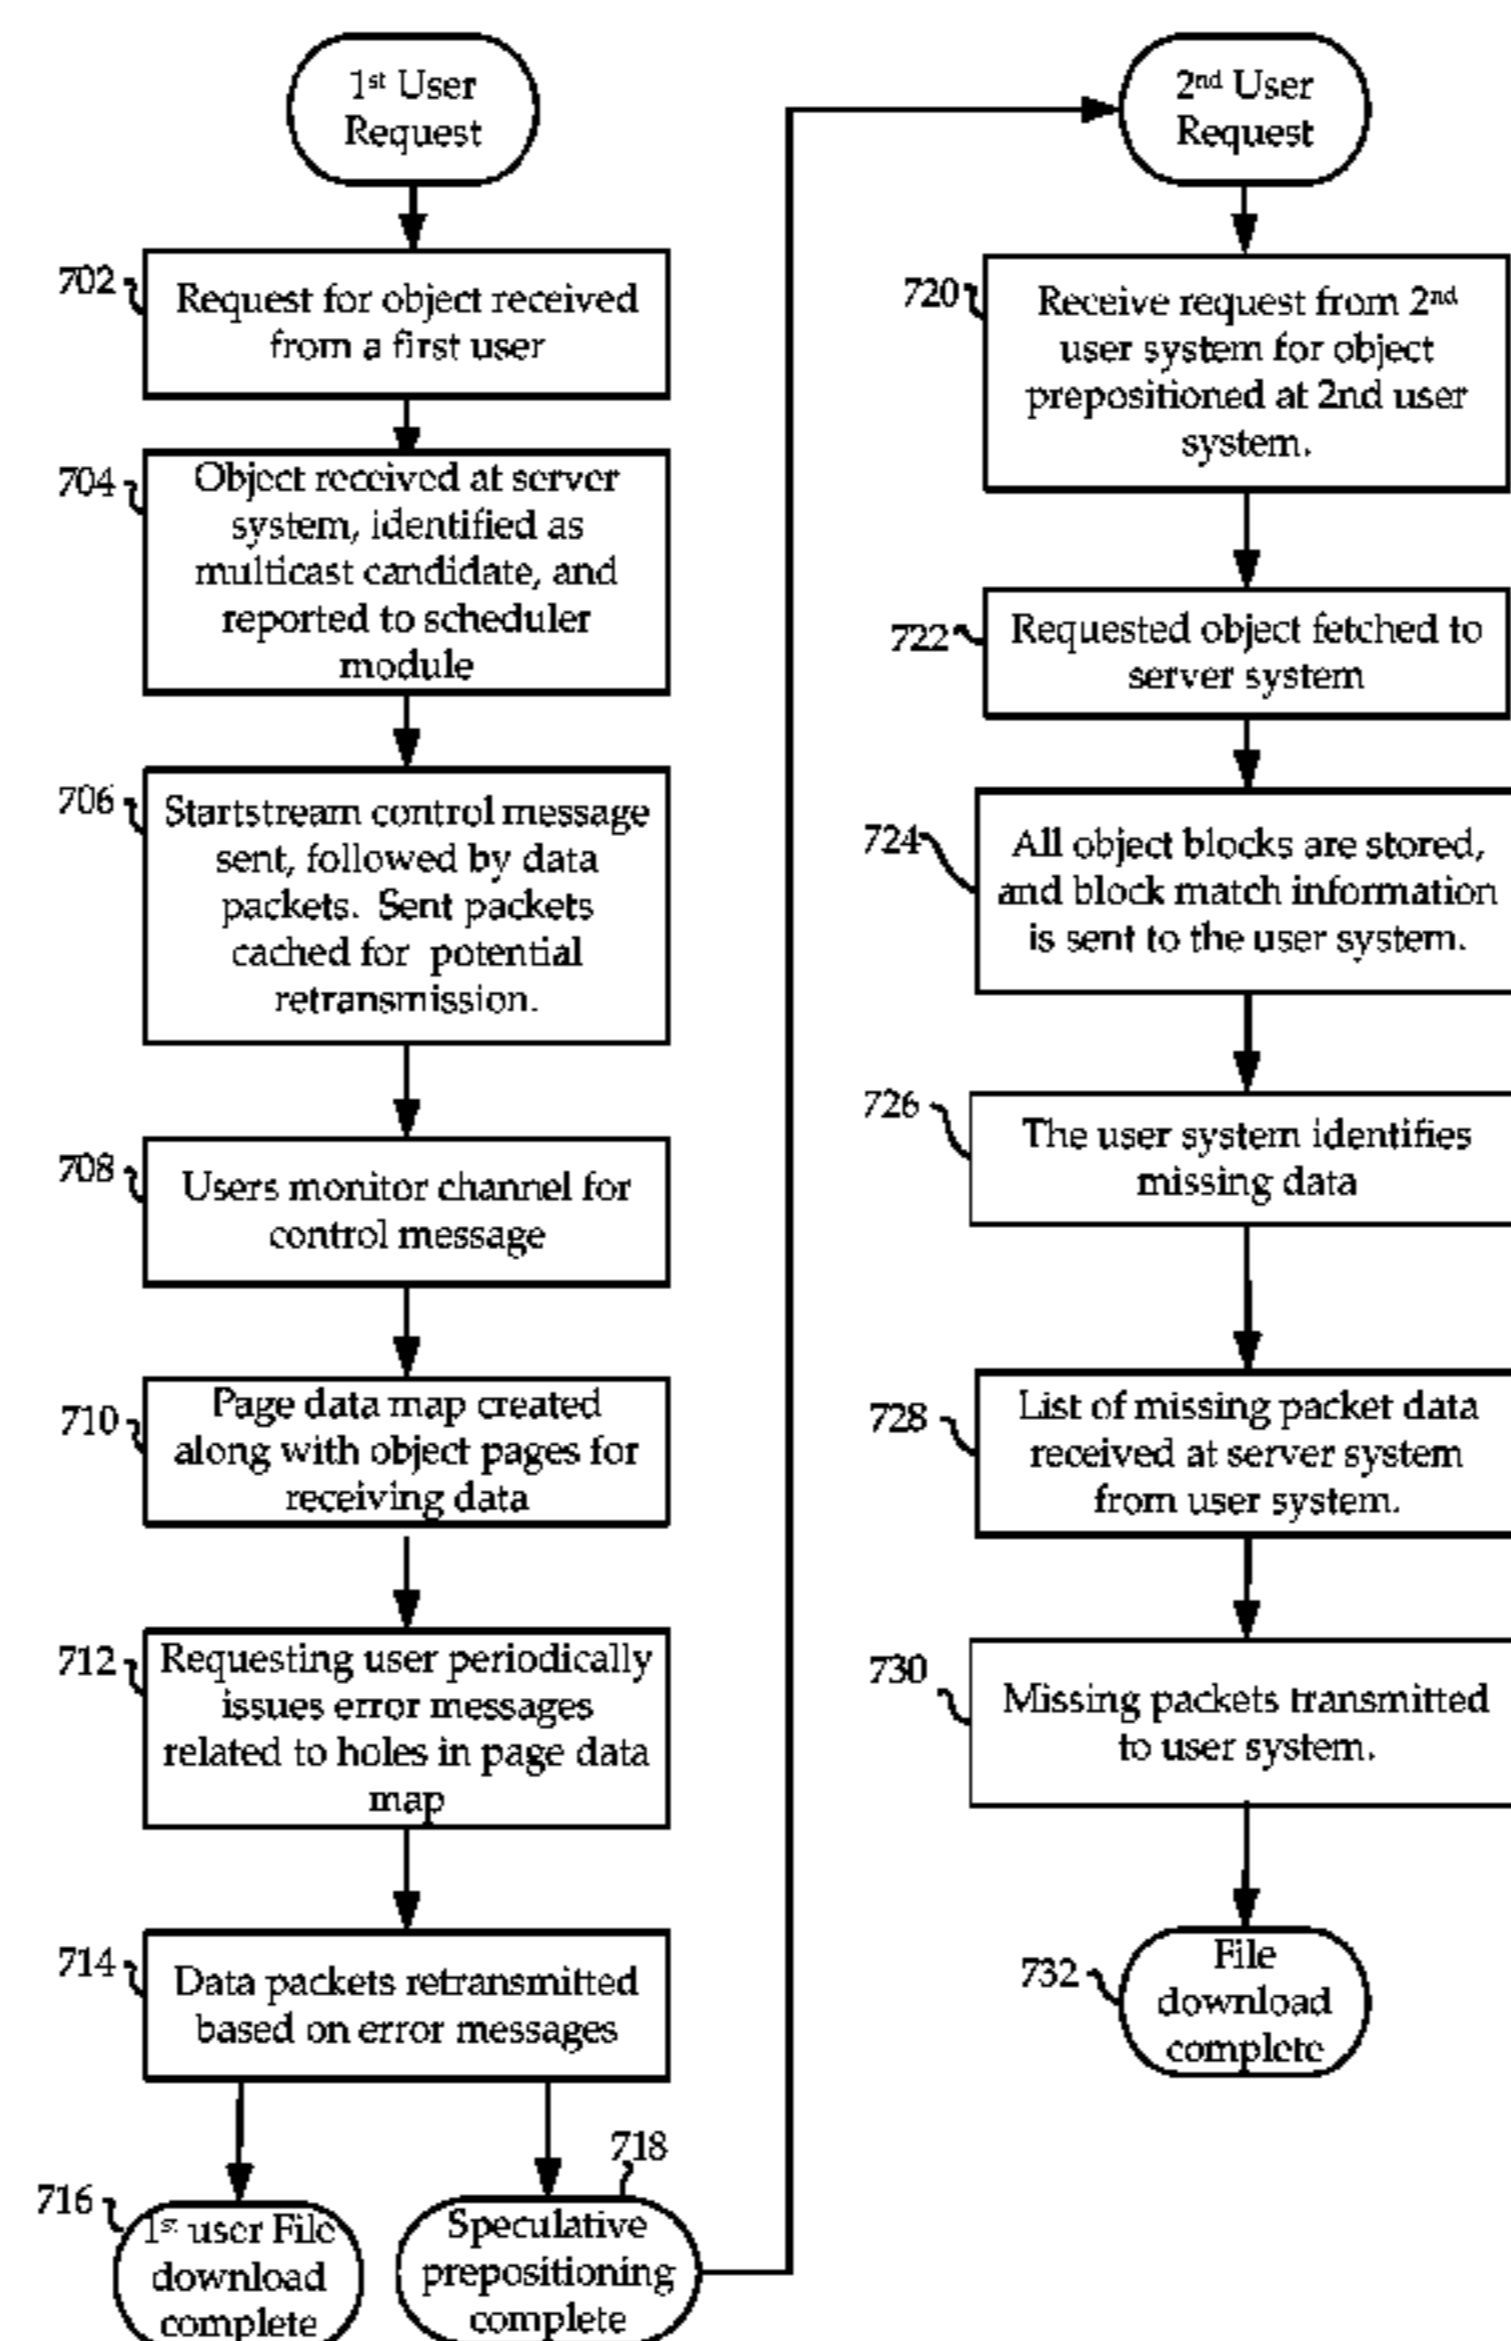 1st User
Request
702
Request for object received
from a first user
704
Object received at server
system, identified as
multicast candidate, and
reported to scheduler
module
706
Startstream control message
sent, followed by data
packets. Sent packets
cached for potential
retransmission.
708
Users monitor channel for
control message
710
Page data map created
along with object pages for
receiving data
712
Requesting user periodically
issues error messages
related to holes in page data
map
714
Data packets retransmitted
based on error messages
716
1st user File
download
complete
718
Speculative
prepositioning
complete
2nd User
Request
720
Receive request from 2nd
user system for object
prepositioned at 2nd user
system.
722
Requested object fetched to
server system
724
All object blocks are stored,
and block match information
is sent to the user system.
726
The user system identifies
missing data
728
List of missing packet data
received at server system
from user system.
730
Missing packets transmitted
to user system.
732
File
download
complete